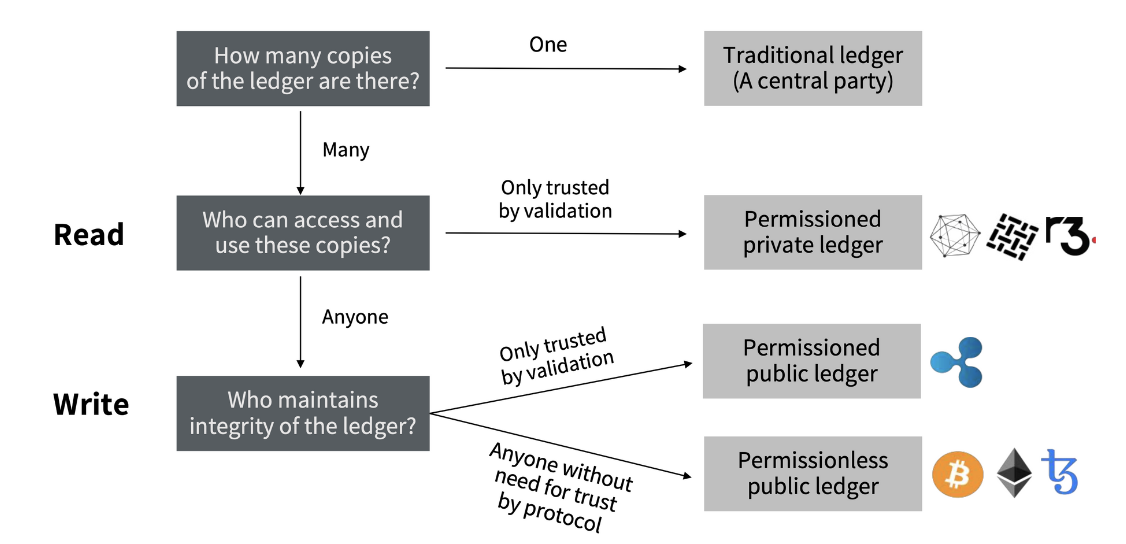 How many copies
of the ledger are there?
One
Traditional ledger
(A central party)
Many
Read
Who can access and
use these copies?
Only trusted
by validation
Permissioned
private ledger
r3.
Anyone
Write
Who maintains
integrity of the ledger?
Only trusted
by validation
Permissioned
public ledger
Anyone without
need for trust
by protocol
Permissionless
public ledger